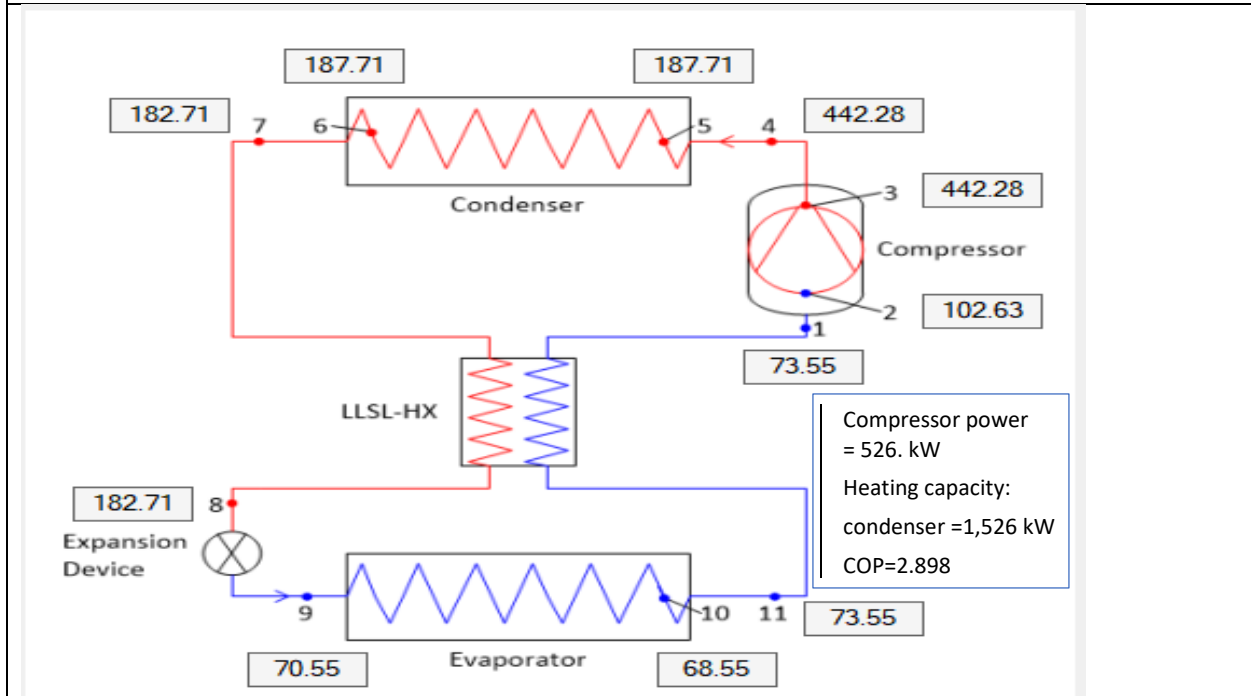 187.71
187.71
182.71
7
6
5
4
442.28
Condenser
3
442.28
Compressor
2
102.63
1
73.55
LLSL-HX
Compressor power
= 526. kW
Heating capacity:
condenser =1,526 kW
COP=2.898
182.71
8
Expansion
Device
9
10
11
73.55
70.55
Evaporator
68.55